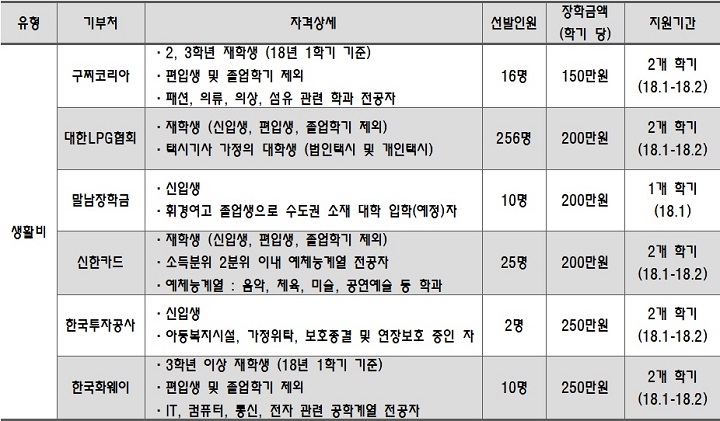 유형 기부처 자격상세 선발인원 장학금액 (학기 당) 지원기간
생활비
구찌코리아
· 2, 3학년 재학생 (18년 1학기 기준)
· 편입생 및 졸업학기 제외
· 패션, 의류, 의상, 섬유 관련 학과 전공자
16명 150만원 2개 학기
(18.1-18.2)
대한LPG협회
· 재학생 (신입생, 편입생, 졸업학기 제외)
· 택시기사 가정의 대학생 (법인택시 및 개인택시)
256명 200만원 2개 학기
(18.1-18.2)
말남장학금
· 신입생
· 휘경여고 졸업생으로 수도권 소재 대학 입학(예정)자
10명 200만원 1개 학기
(18.1)
신한카드
· 재학생 (신입생, 편입생, 졸업학기 제외)
· 소득분위 2분위 이내 예체능계열 전공자
· 예체능계열 : 음악, 체육, 미술, 공연예술 등 학과
25명 200만원 2개 학기
(18.1-18.2)
한국투자공사
· 신입생
· 아동복지시설, 가정위탁, 보호종결 및 연장보호 중인 자
2명 250만원 2개 학기
(18.1-18.2)
한국화웨이
· 3학년 이상 재학생 (18년 1학기 기준)
· 편입생 및 졸업학기 제외
· IT, 컴퓨터, 통신, 전자 관련 공학계열 전공자
10명 250만원 2개 학기
(18.1-18.2)